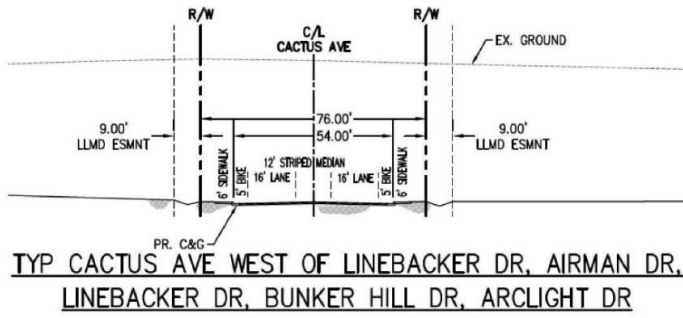 R/W
R/W
C/L
CACTUS AVE
EX. GROUND
76.00'
54.00'
9.00'
LLMD ESMNT
9.00'
LLMD ESMNT
6' SIDEWALK
5' BIKE
12' STRIPED MEDIAN
16' LANE
16' LANE
5' BIKE
6' SIDEWALK
PR. C&G
TYP CACTUS AVE WEST OF LINEBACKER DR, AIRMAN DR,
LINEBACKER DR, BUNKER HILL DR, ARCLIGHT DR